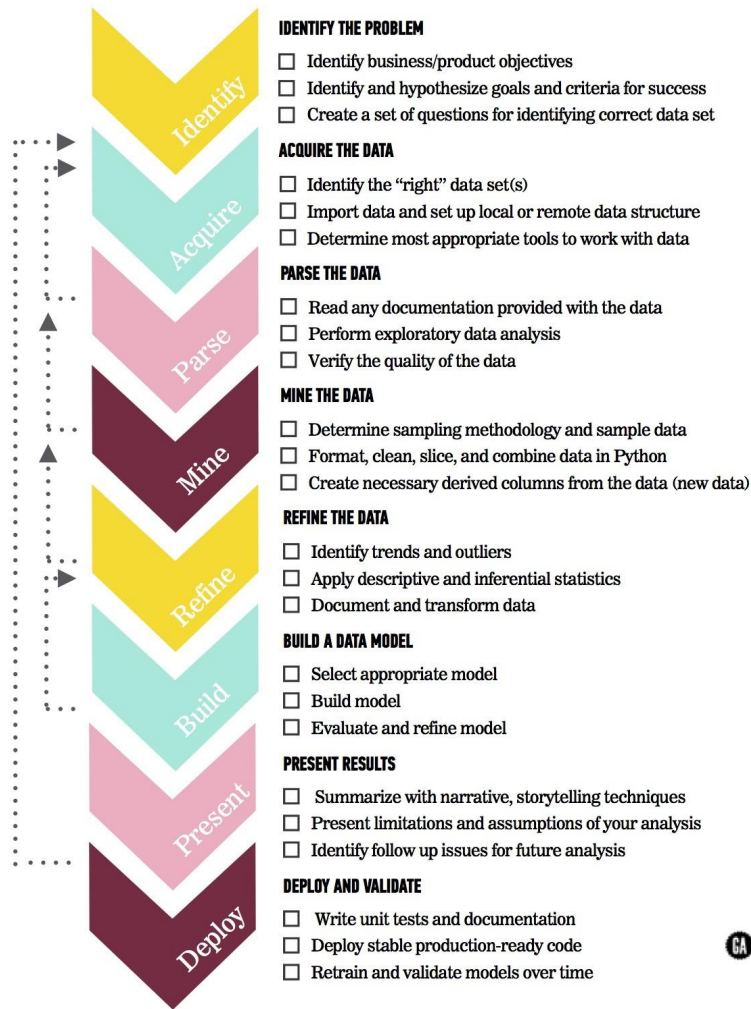 Identify
IDENTIFY THE PROBLEM
Identify business/product objectives
Identify and hypothesize goals and criteria for success
Create a set of questions for identifying correct data set
Acquire
ACQUIRE THE DATA
Identify the “right” data set(s)
Import data and set up local or remote data structure
Determine most appropriate tools to work with data
Parse
PARSE THE DATA
Read any documentation provided with the data
Perform exploratory data analysis
Verify the quality of the data
Mine
MINE THE DATA
Determine sampling methodology and sample data
Format, clean, slice, and combine data in Python
Create necessary derived columns from the data (new data)
Refine
REFINE THE DATA
Identify trends and outliers
Apply descriptive and inferential statistics
Document and transform data
Build
BUILD A DATA MODEL
Select appropriate model
Build model
Evaluate and refine model
Present
PRESENT RESULTS
Summarize with narrative, storytelling techniques
Present limitations and assumptions of your analysis
Identify follow up issues for future analysis
Deploy
DEPLOY AND VALIDATE
Write unit tests and documentation
Deploy stable production-ready code
Retrain and validate models over time
GA